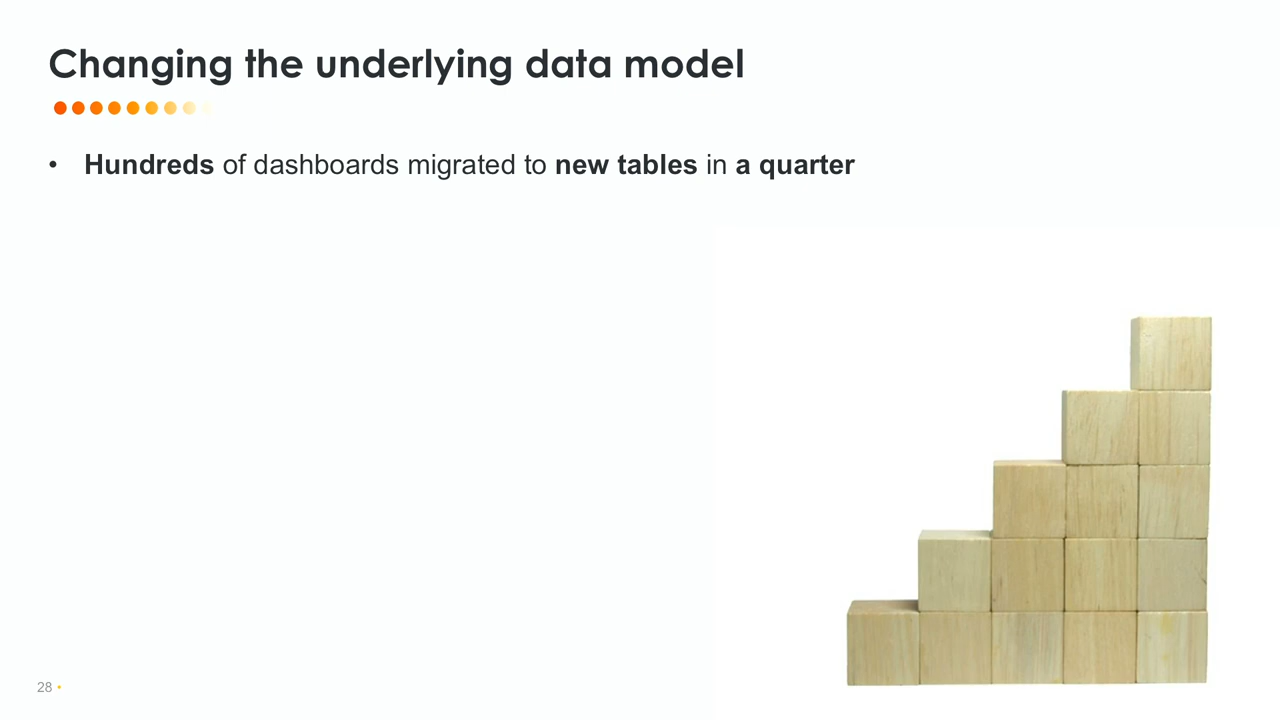 Changing the underlying data model
• Hundreds of dashboards migrated to new tables in a quarter
28 •